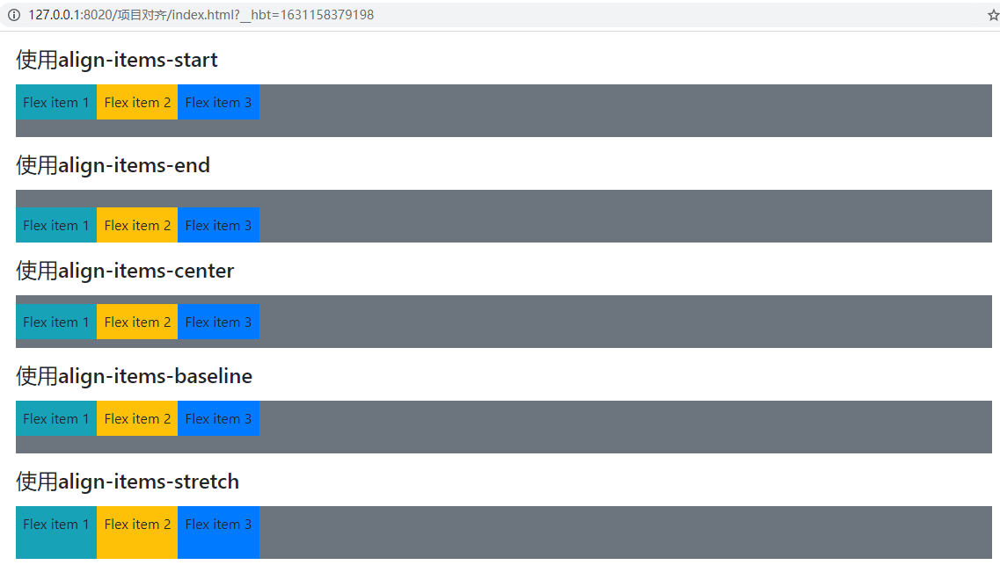 127.0.0.1:8020/项目对齐/index.html?__hbt=1631158379198
使用align-items-start
Flex item 1 Flex item 2 Flex item 3
使用align-items-end
Flex item 1 Flex item 2 Flex item 3
使用align-items-center
Flex item 1 Flex item 2 Flex item 3
使用align-items-baseline
Flex item 1 Flex item 2 Flex item 3
使用align-items-stretch
Flex item 1 Flex item 2 Flex item 3